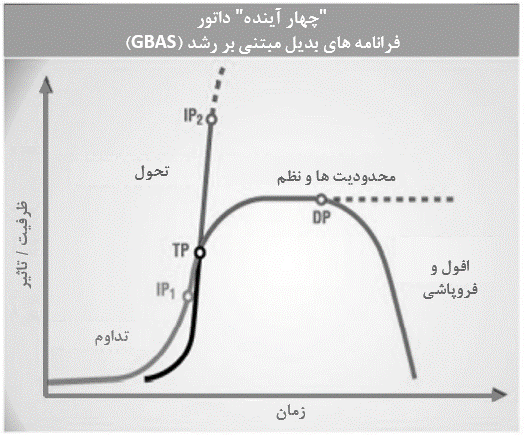 "چهار آینده" داتور
فرانامه های بدیل مبتنی بر رشد (GBAS)
IP2
تحول
محدودیت ها و نظم
DP
TP
ظرفیت / تاثیر
افول و
فروپاشی
IP1
تداوم
زمان